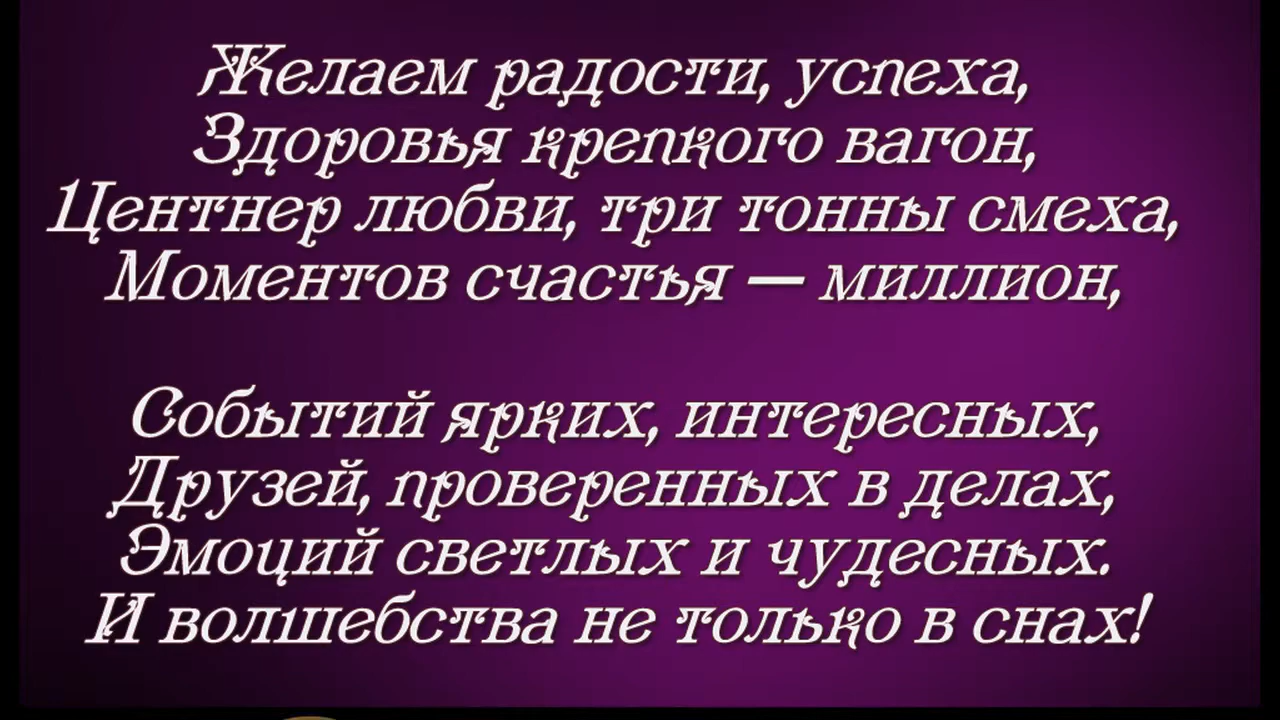 Желаем радости, успеха,
Здоровья крепкого вагон,
Центнер любви, три тонны смеха,
Моментов счастья — миллион,
Событий ярких, интересных,
Друзей, проверенных в делах,
Эмоций светлых и чудесных.
И волшебства не только в снах!